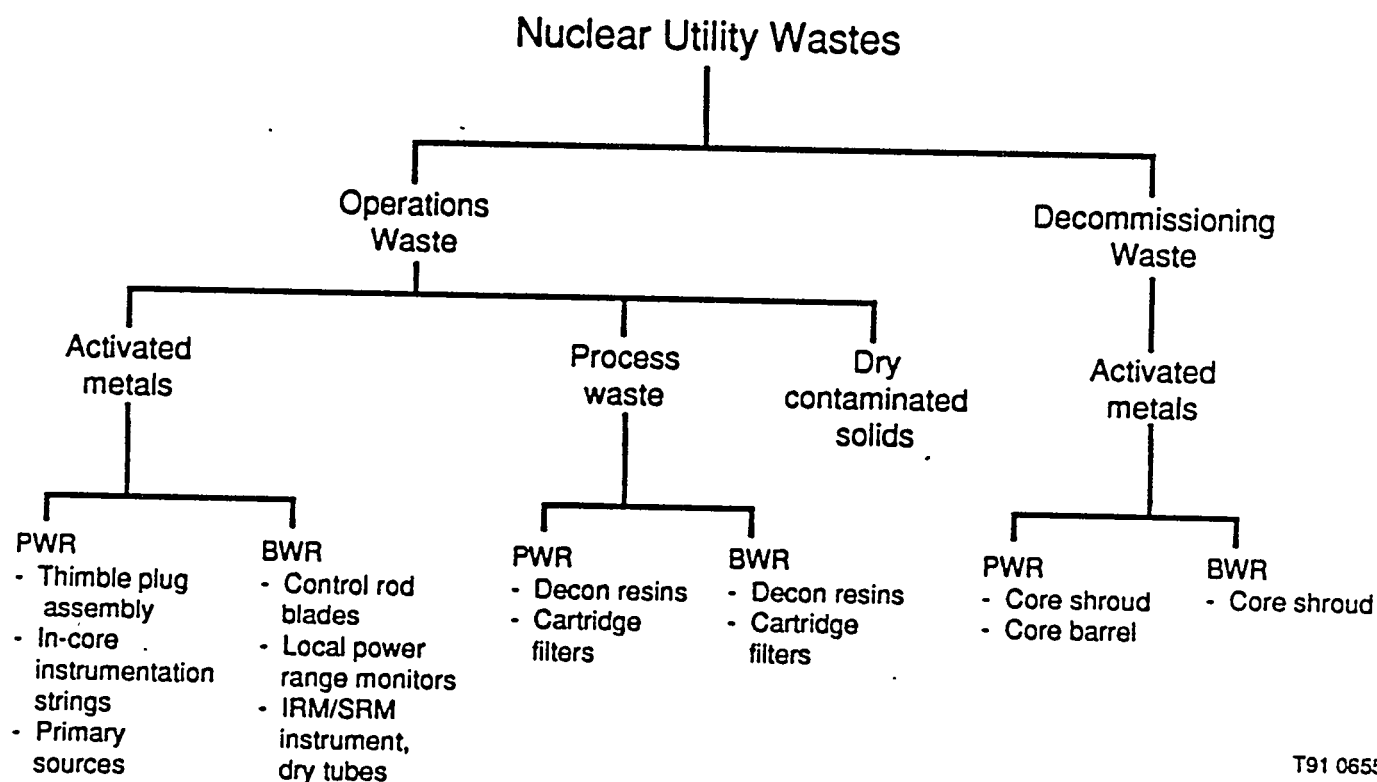 Nuclear Utility Wastes
Operations
Waste
Decommissioning
Waste
Activated
metals
Process
waste
Dry
contaminated
solids
Activated
metals
PWR
- Thimble plug
assembly
- In-core
instrumentation
strings
- Primary
sources
BWR
- Control rod
blades
- Local power
range monitors
- IRM/SRM
instrument,
dry tubes
PWR
- Decon resins
- Cartridge
filters
BWR
- Decon resins
- Cartridge
filters
PWR
- Core shroud
- Core barrel
BWR
- Core shroud
T91 0655